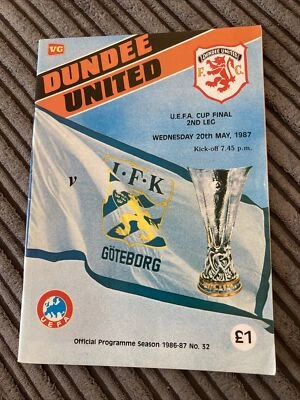 VG
DUNDEE
UNITED
DUNDEE UNITED
F. C.
U.E.F.A. CUP FINAL
2ND LEG
WEDNESDAY 20th MAY, 1987
Kick-off 7.45 p.m.
v
I.F.K
GÖTEBORG
UEFA
£1
Official Programme Season 1986-87 No. 32